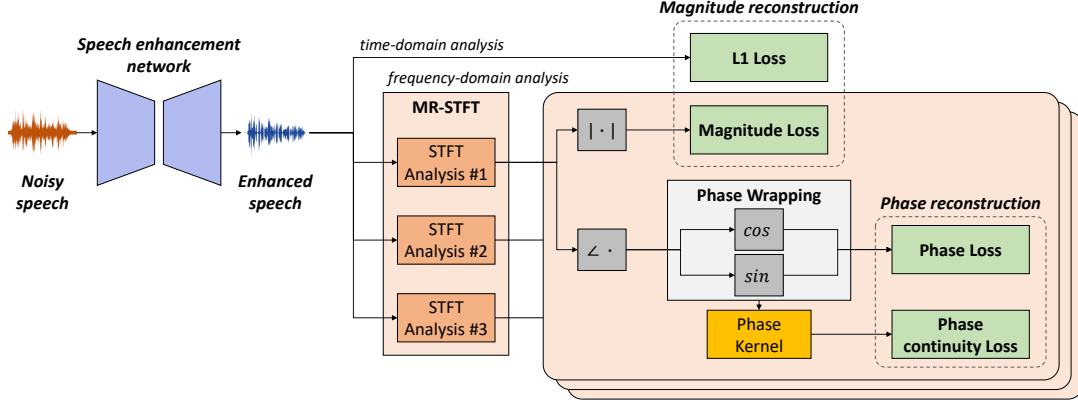 Magnitude reconstruction
Speech enhancement
network
time-domain analysis
L1 Loss
frequency-domain analysis
MR-STFT
| · |
Magnitude Loss
STFT
Analysis #1
Noisy
speech
Enhanced
speech
Phase Wrapping
Phase reconstruction
cos
STFT
Analysis #2
∠ ·
Phase Loss
sin
STFT
Analysis #3
Phase
Kernel
Phase
continuity Loss